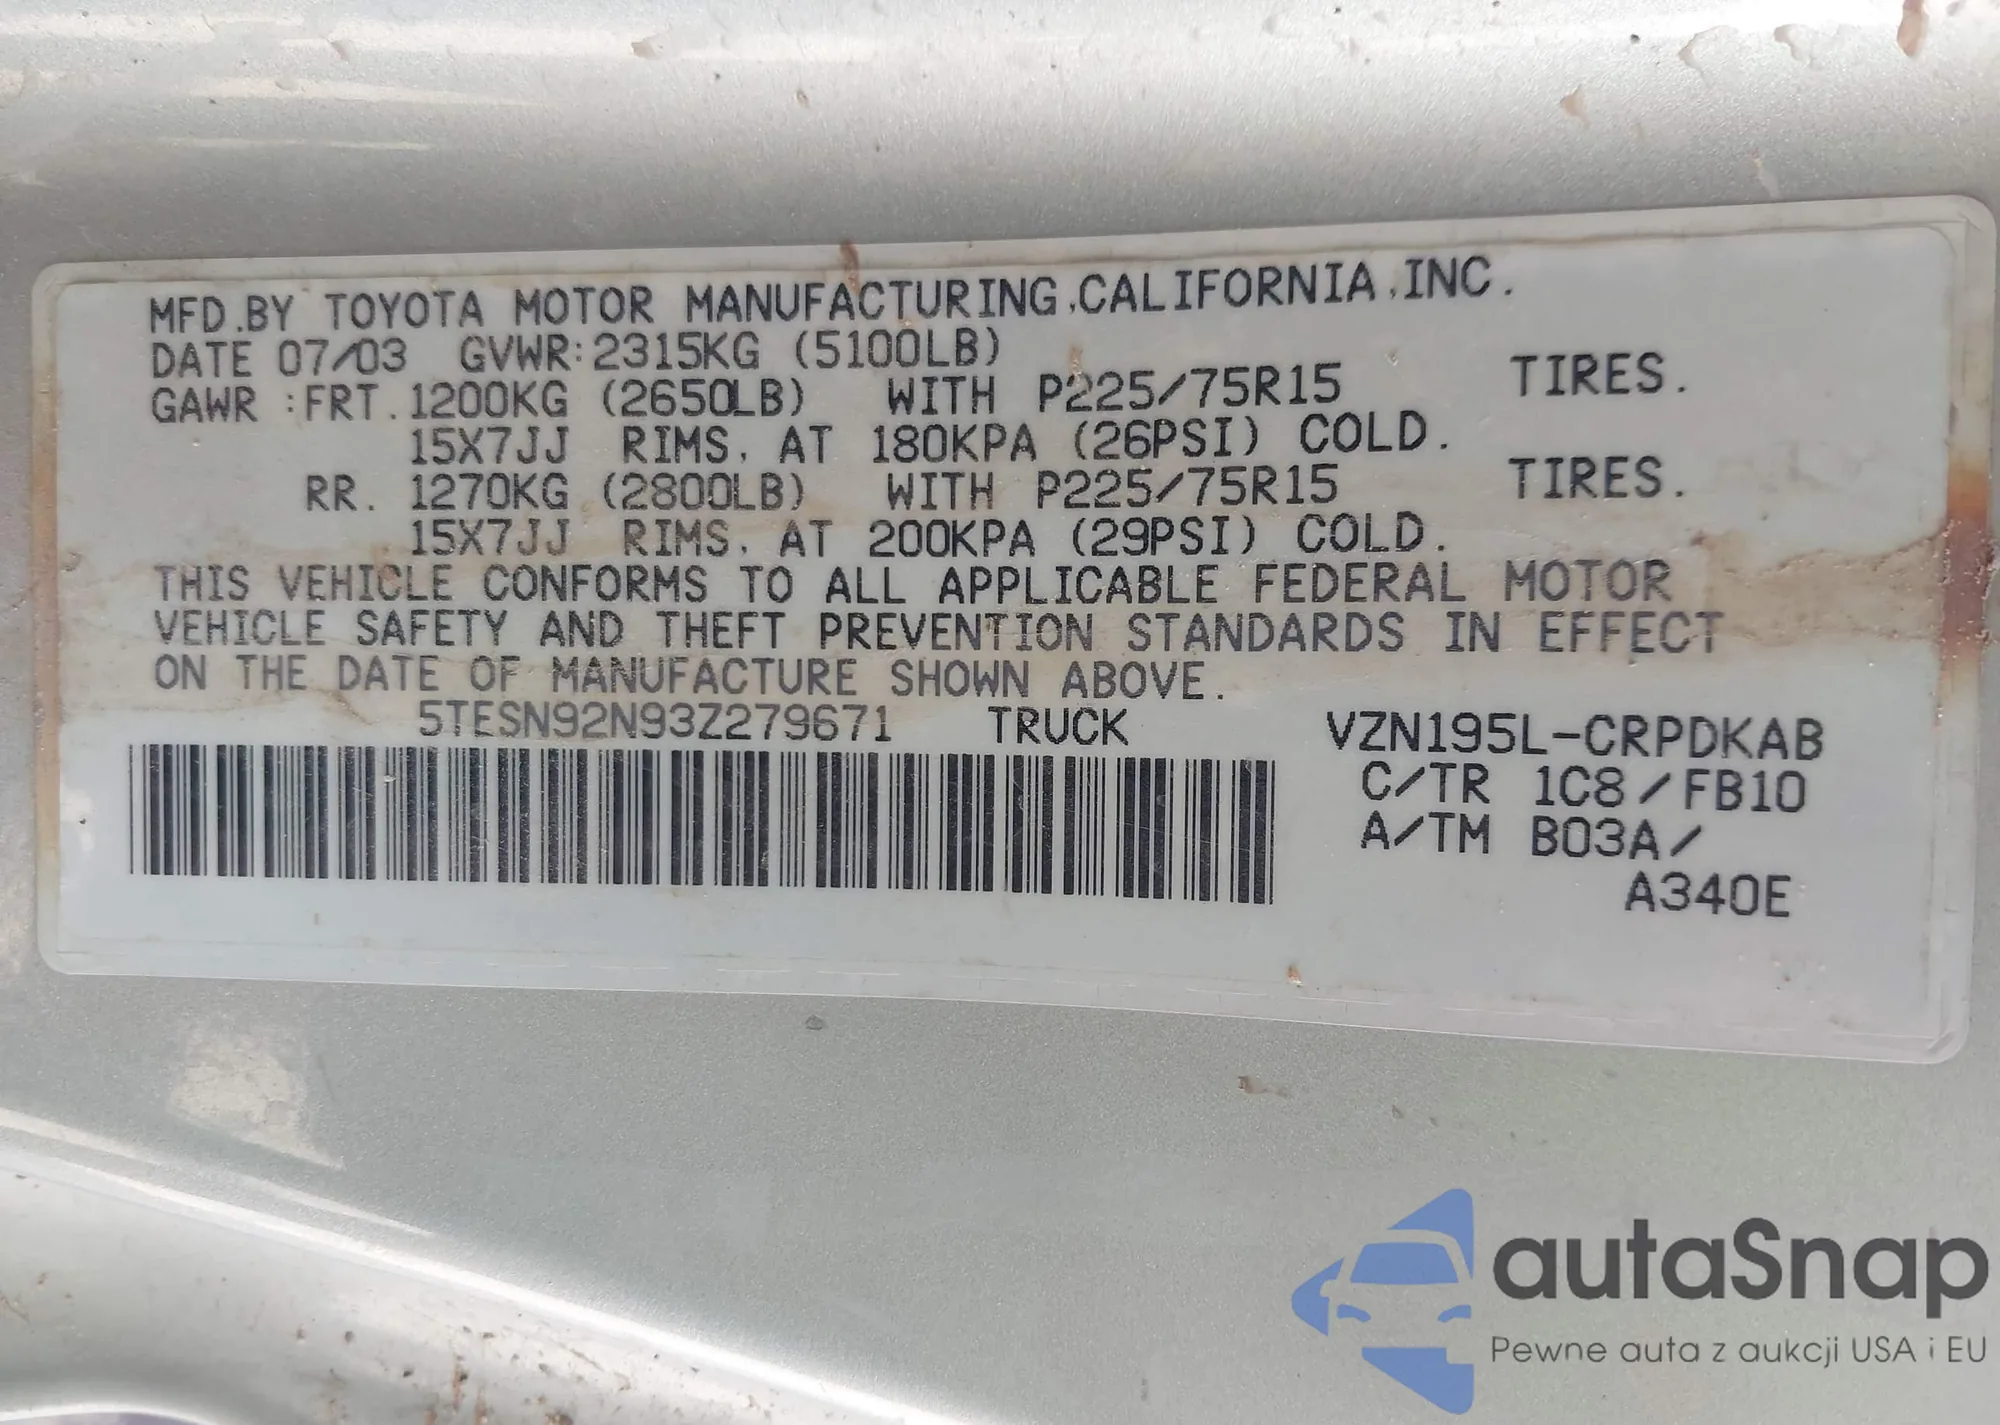 MFD.BY TOYOTA MOTOR MANUFACTURING,CALIFORNIA,INC.
DATE 07/03 GVWR:2315KG (5100LB)
GAWR :FRT.1200KG (2650LB) WITH P225/75R15 TIRES.
15X7JJ RIMS, AT 180KPA (26PSI) COLD.
RR. 1270KG (2800LB) WITH P225/75R15 TIRES.
15X7JJ RIMS, AT 200KPA (29PSI) COLD.
THIS VEHICLE CONFORMS TO ALL APPLICABLE FEDERAL MOTOR
VEHICLE SAFETY AND THEFT PREVENTION STANDARDS IN EFFECT
ON THE DATE OF MANUFACTURE SHOWN ABOVE.
5TESN92N93Z279671 TRUCK VZN195L-CRPDKAB
C/TR 1C8/FB10
A/TM B03A/
A340E
autaSnap
Pewne auta z aukcji USA i EU